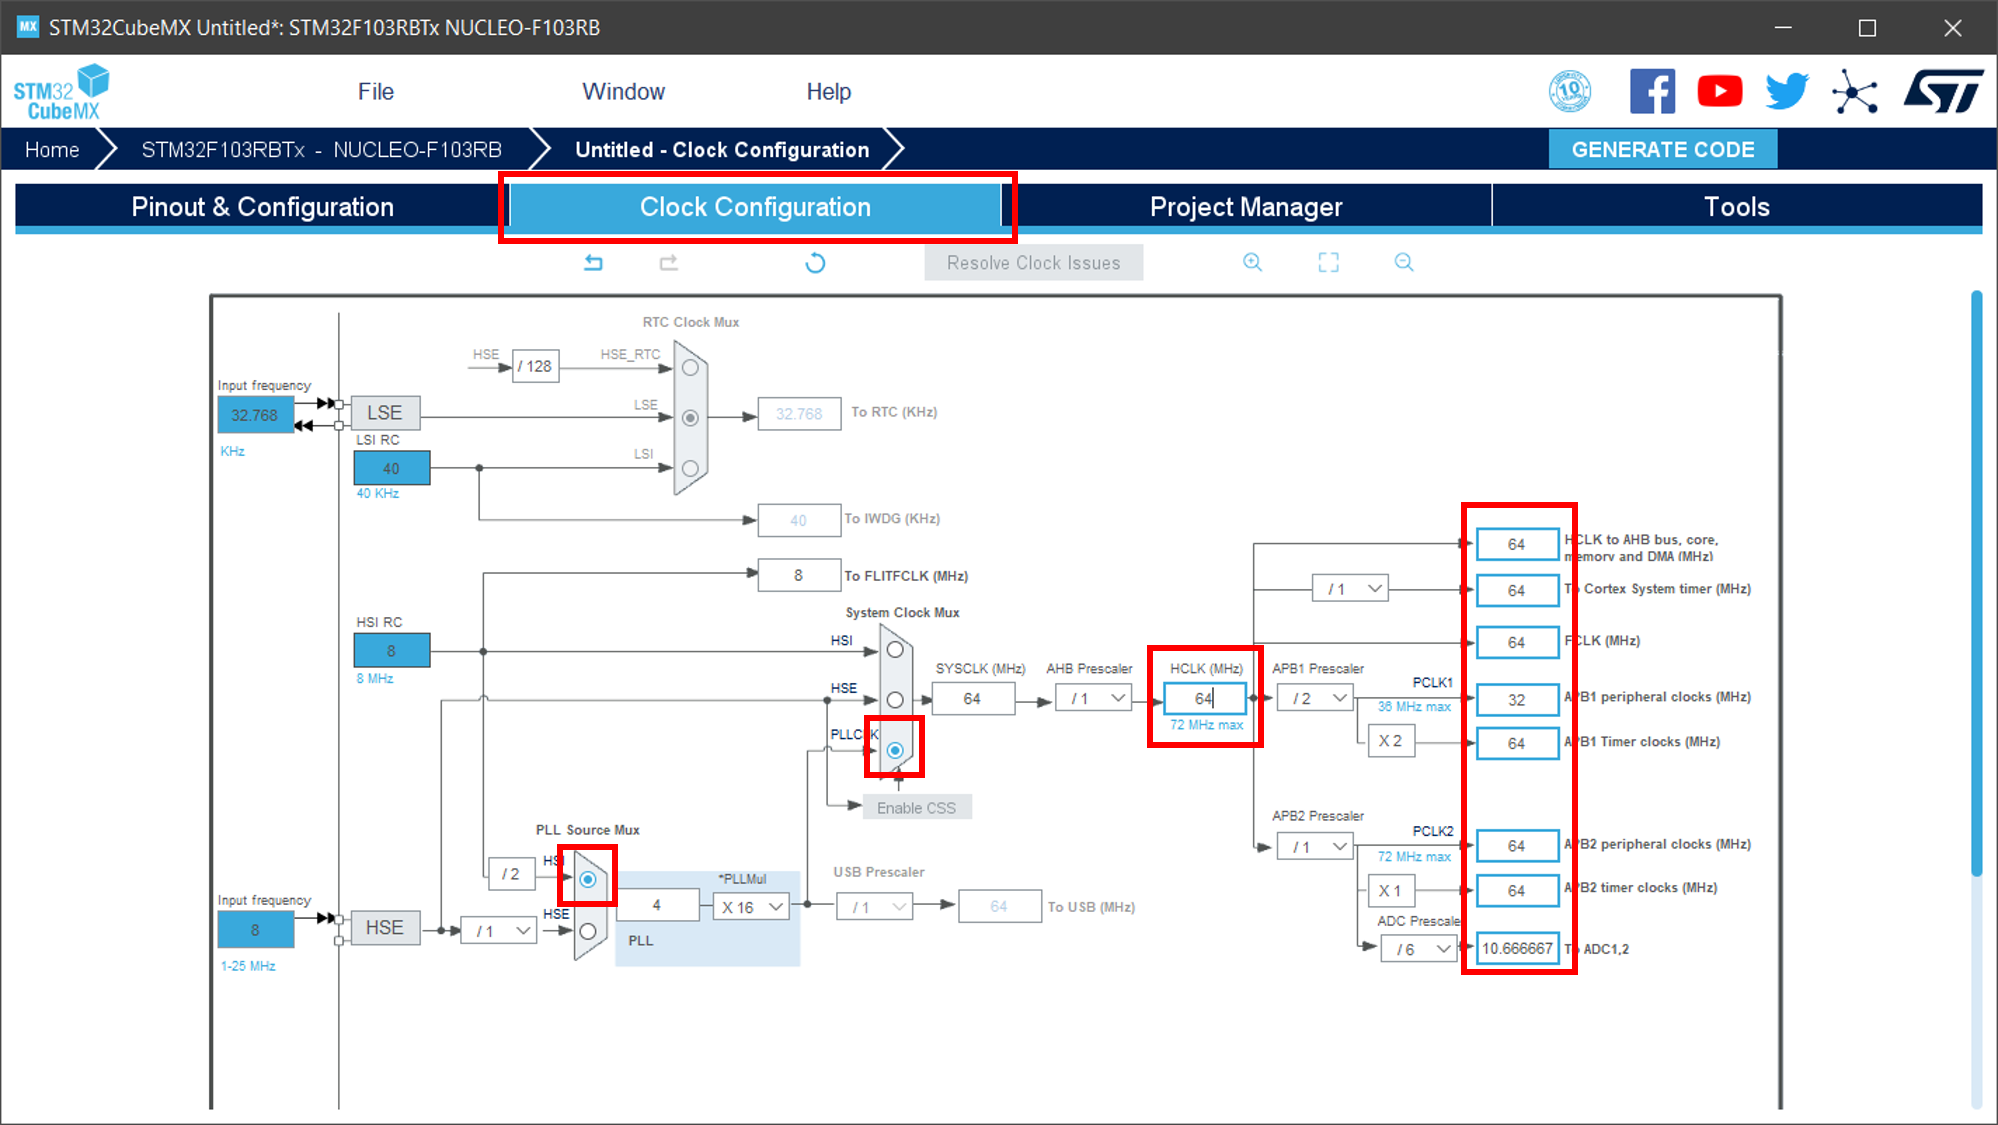 MX STM32CubeMX Untitled*: STM32F103RBTx NUCLEO-F103RB
STM32
CubeMX
File
Window
Help
10
ST
Home
STM32F103RBTx - NUCLEO-F103RB
Untitled - Clock Configuration
GENERATE CODE
Pinout & Configuration
Clock Configuration
Project Manager
Tools
Resolve Clock Issues
RTC Clock Mux
HSE
/ 128
HSE_RTC
Input frequency
32.768
KHz
LSE
LSE
32.768
To RTC (KHz)
LSI RC
40
40 KHz
LSI
40
To IWDG (KHz)
8
To FLITFCLK (MHz)
System Clock Mux
HSI RC
8
8 MHz
HSI
HSE
PLLCLK
SYSCLK (MHz)
64
AHB Prescaler
/ 1
HCLK (MHz)
64
72 MHz max
Enable CSS
64
HCLK to AHB bus, core,
memory and DMA (MHz)
/ 1
64
To Cortex System timer (MHz)
64
FCLK (MHz)
APB1 Prescaler
/ 2
PCLK1
36 MHz max
32
APB1 peripheral clocks (MHz)
X 2
64
APB1 Timer clocks (MHz)
APB2 Prescaler
/ 1
PCLK2
72 MHz max
64
APB2 peripheral clocks (MHz)
X 1
64
APB2 timer clocks (MHz)
ADC Prescaler
/ 6
10.666667
To ADC1,2
PLL Source Mux
/ 2
HSI
HSE
Input frequency
8
1-25 MHz
HSE
/ 1
4
*PLLMul
X 16
PLL
USB Prescaler
/ 1
64
To USB (MHz)